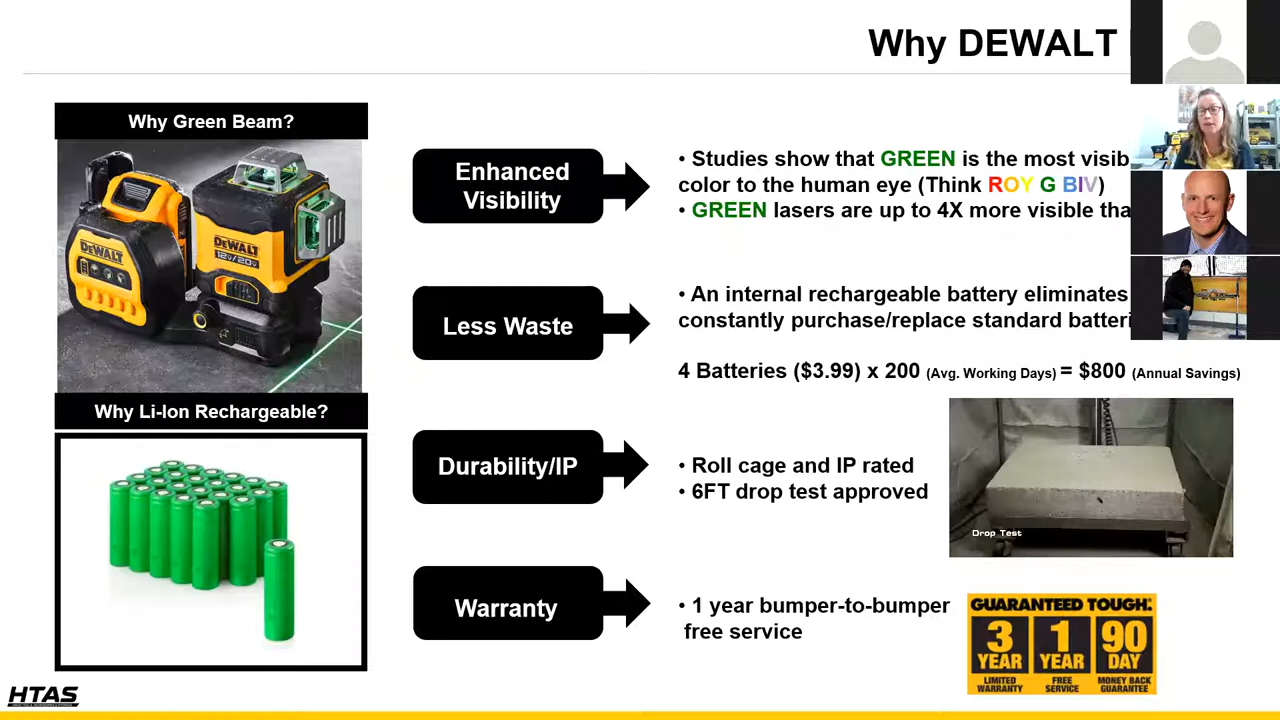 Why DEWALT
Why Green Beam?
DEWALT
DEWALT
12V/20V
Why Li-Ion Rechargeable?
Enhanced
Visibility
• Studies show that GREEN is the most visib
color to the human eye (Think ROY G BIV)
• GREEN lasers are up to 4X more visible tha
Less Waste
• An internal rechargeable battery eliminates
constantly purchase/replace standard batteri
4 Batteries ($3.99) x 200 (Avg. Working Days) = $800 (Annual Savings)
Durability/IP
• Roll cage and IP rated
• 6FT drop test approved
Drop Test
Warranty
• 1 year bumper-to-bumper
free service
GUARANTEED TOUGH.
3 YEAR LIMITED WARRANTY
1 YEAR FREE SERVICE
90 DAY MONEY BACK GUARANTEE
HTAS